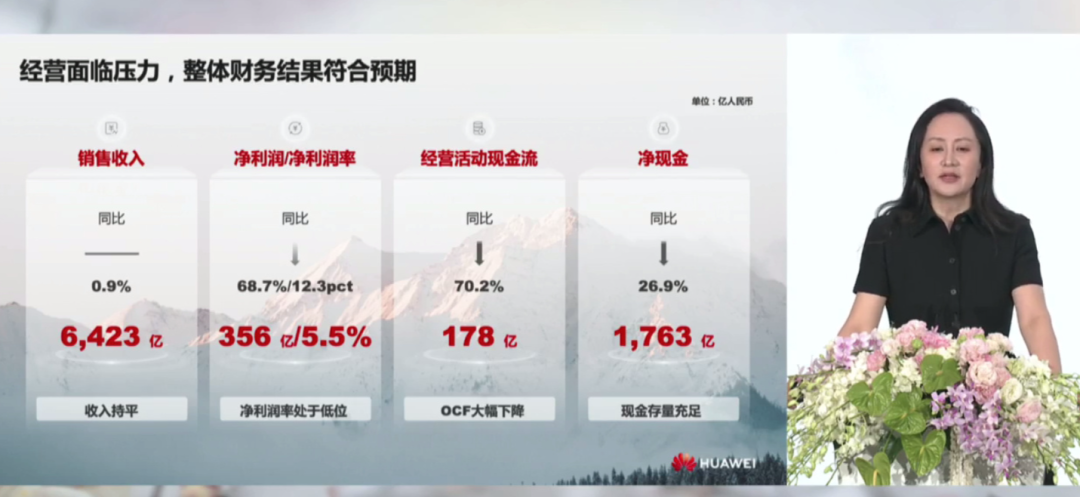 经营面临压力，整体财务结果符合预期
单位：亿人民币
销售收入
同比
0.9%
6,423 亿
收入持平
净利润/净利润率
同比
68.7%/12.3pct
356 亿/5.5%
净利润率处于低位
经营活动现金流
同比
70.2%
178 亿
OCF大幅下降
净现金
同比
26.9%
1,763 亿
现金存量充足
HUAWEI